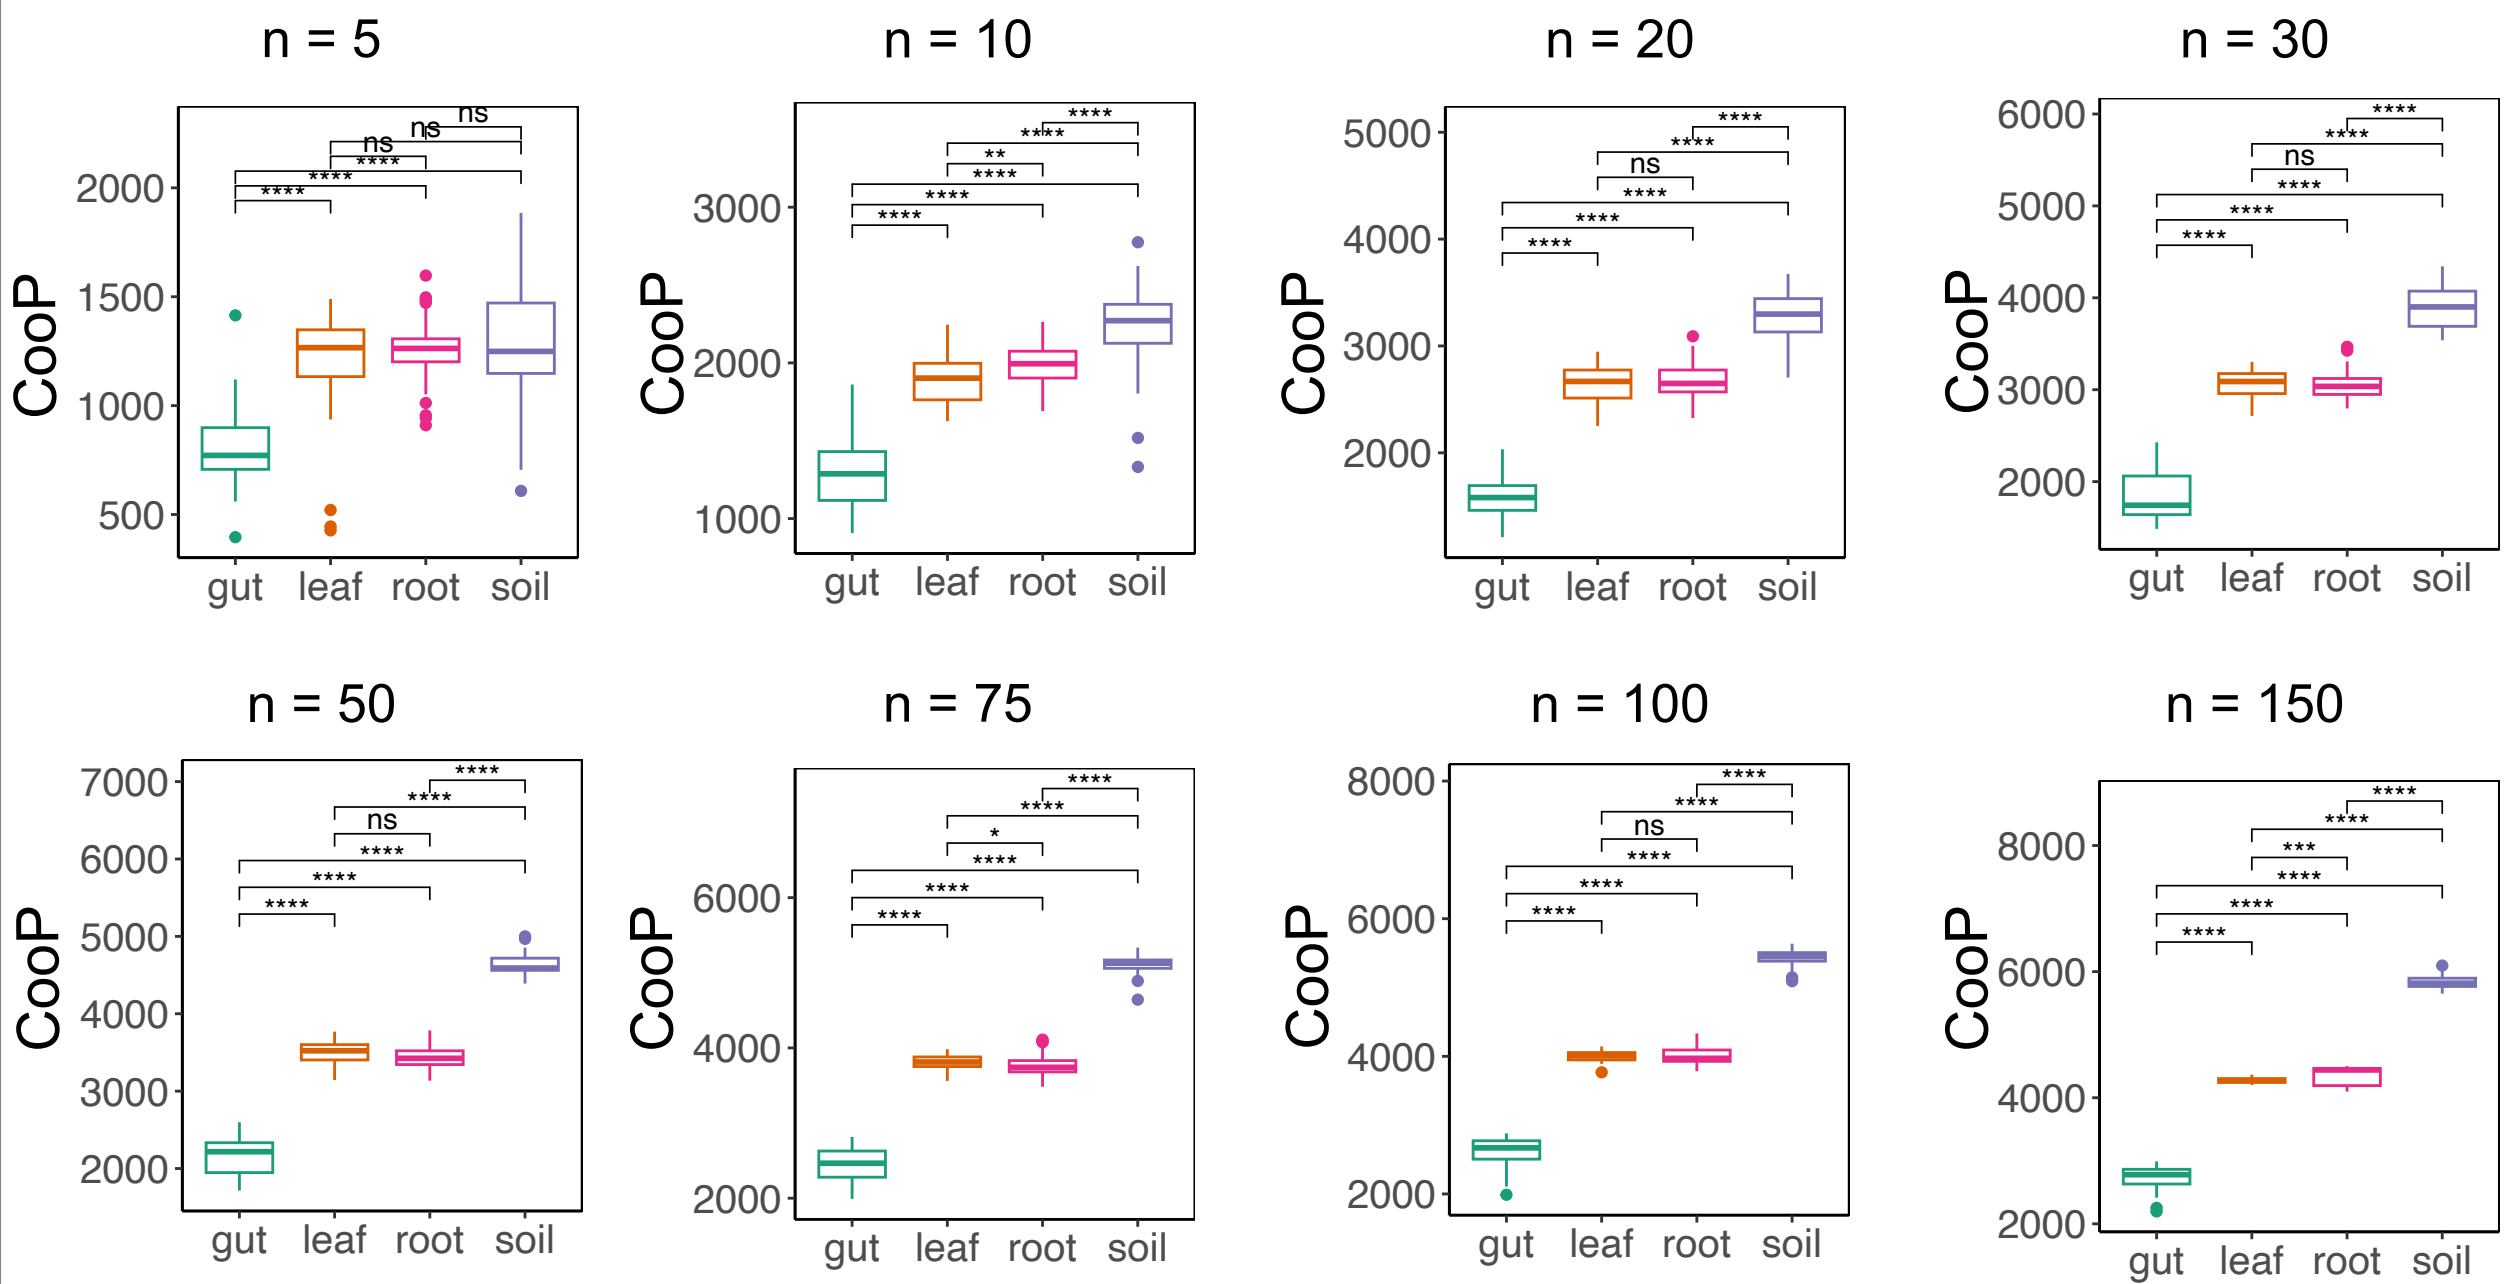 n = 5
n = 10
n = 20
n = 30
CooP
2000
1500
1000
500
ns
ns
ns
****
****
****
gut leaf root soil
CooP
3000
2000
1000
****
****
**
****
****
****
gut leaf root soil
CooP
5000
4000
3000
2000
****
****
ns
****
****
****
gut leaf root soil
CooP
6000
5000
4000
3000
2000
****
****
ns
****
****
****
gut leaf root soil
n = 50
n = 75
n = 100
n = 150
CooP
7000
6000
5000
4000
3000
2000
****
****
ns
****
****
****
gut leaf root soil
CooP
6000
4000
2000
****
****
*
****
****
****
gut leaf root soil
CooP
8000
6000
4000
2000
****
****
ns
****
****
****
gut leaf root soil
CooP
8000
6000
4000
2000
****
****
***
****
****
****
gut leaf root soil